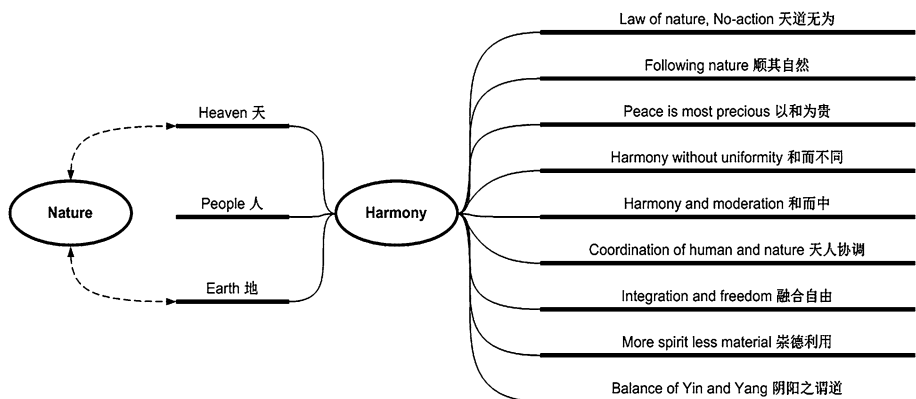 Law of nature, No-action 天道无为
Following nature 顺其自然
Heaven 天
Peace is most precious 以和为贵
Harmony without uniformity 和而不同
Nature
People 人
Harmony
Harmony and moderation 和而中
Coordination of human and nature 天人协调
Earth 地
Integration and freedom 融合自由
More spirit less material 崇德利用
Balance of Yin and Yang 阴阳之谓道